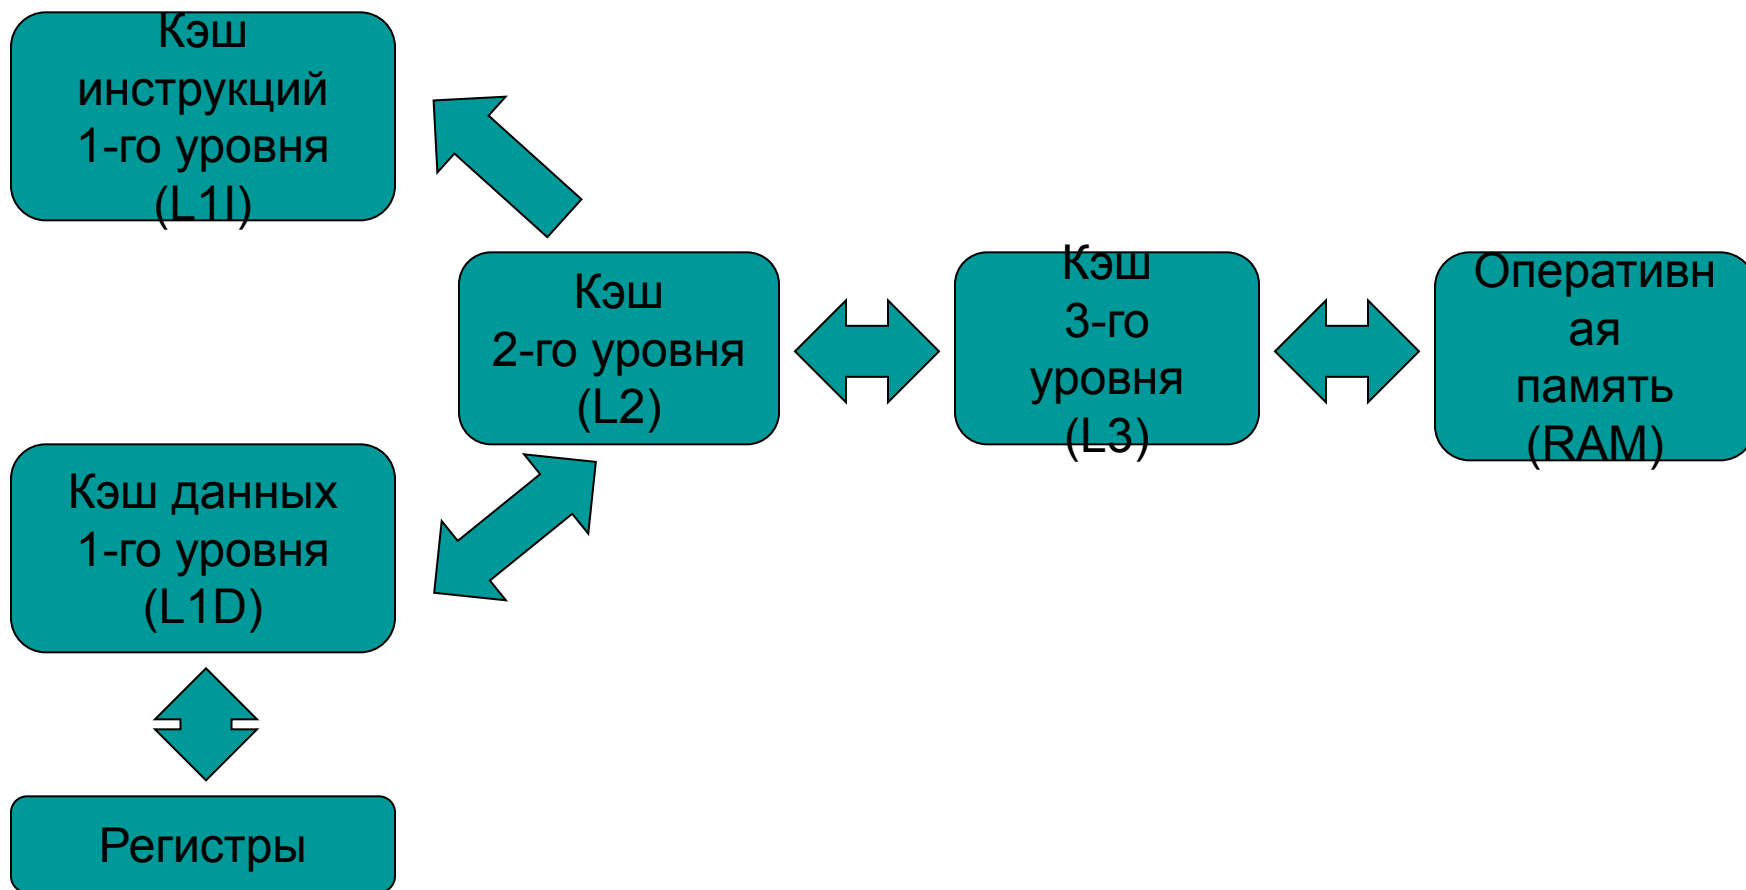 Кэш
инструкций
1-го уровня
(L1I)
Кэш
2-го уровня
(L2)
Кэш
3-го
уровня
(L3)
Оперативн
ая
память
(RAM)
Кэш данных
1-го уровня
(L1D)
Регистры